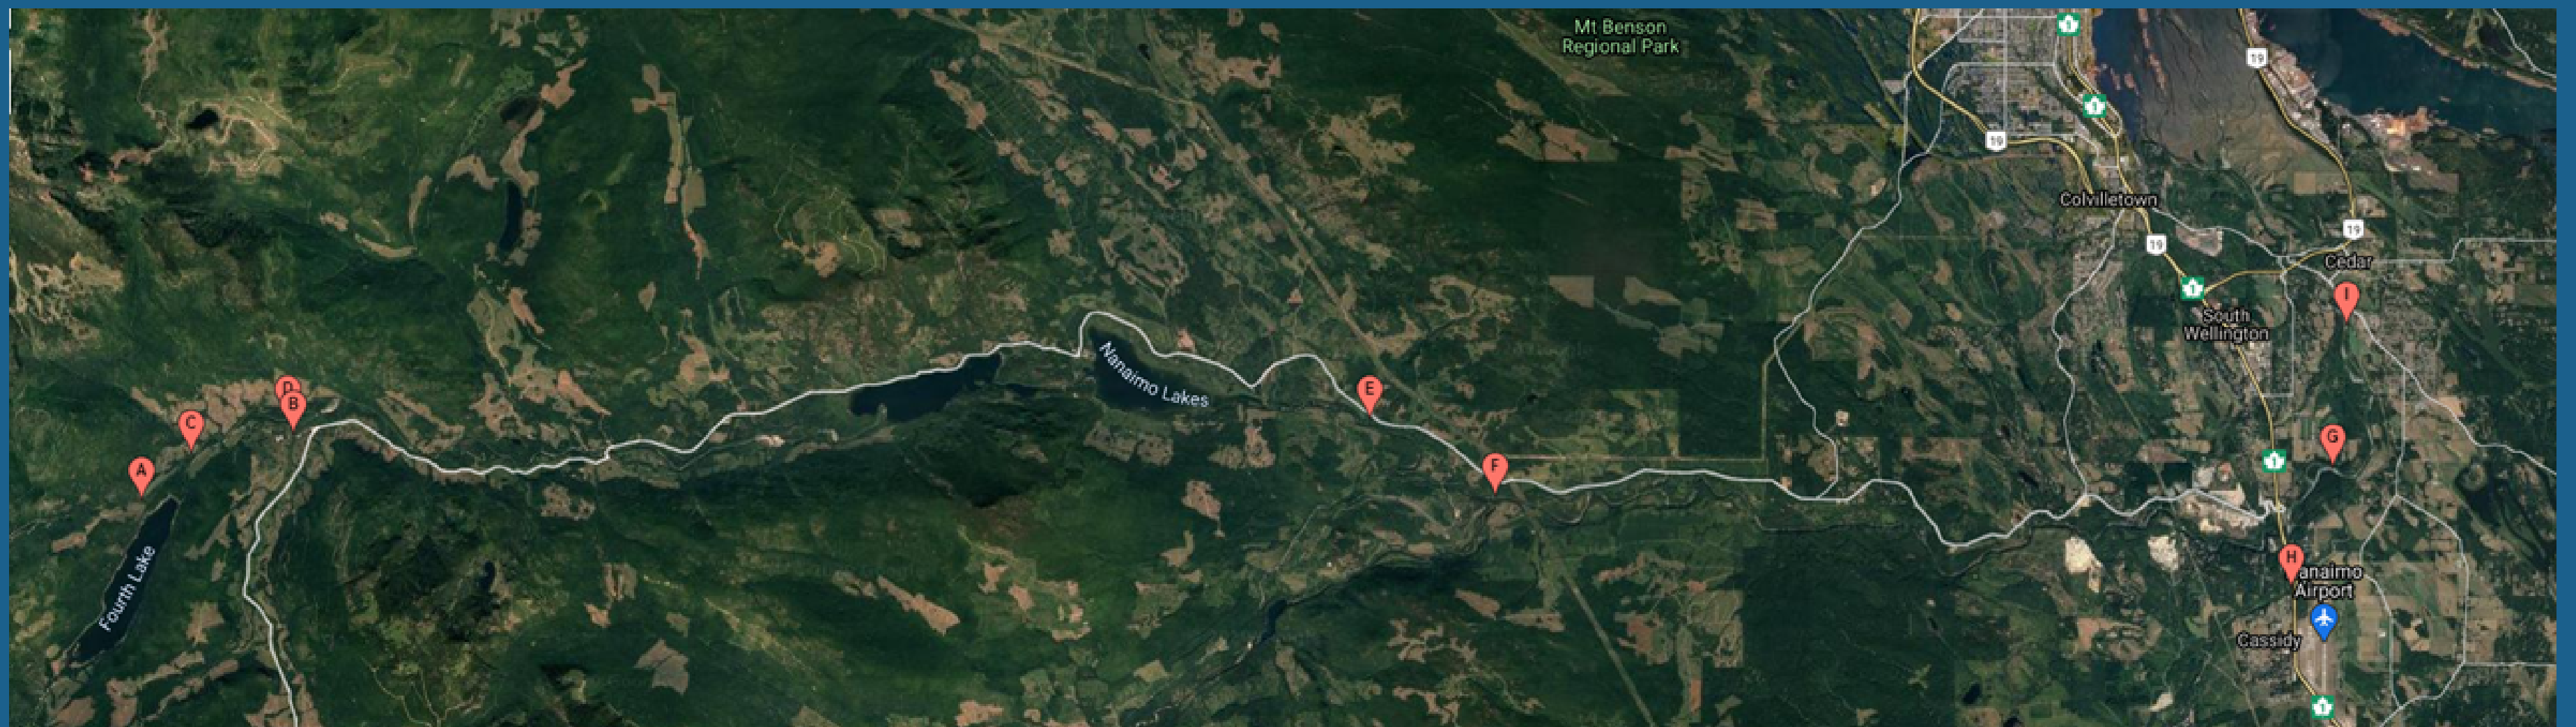 Mt Benson
Regional Park
1
19
1
19
Colvilletown
19
19
Cedar
1
I
South
Wellington
Nanaimo Lakes
D
B
E
C
A
F
G
1
Fourth Lake
H
anaimo
Airport
Cassidy
1